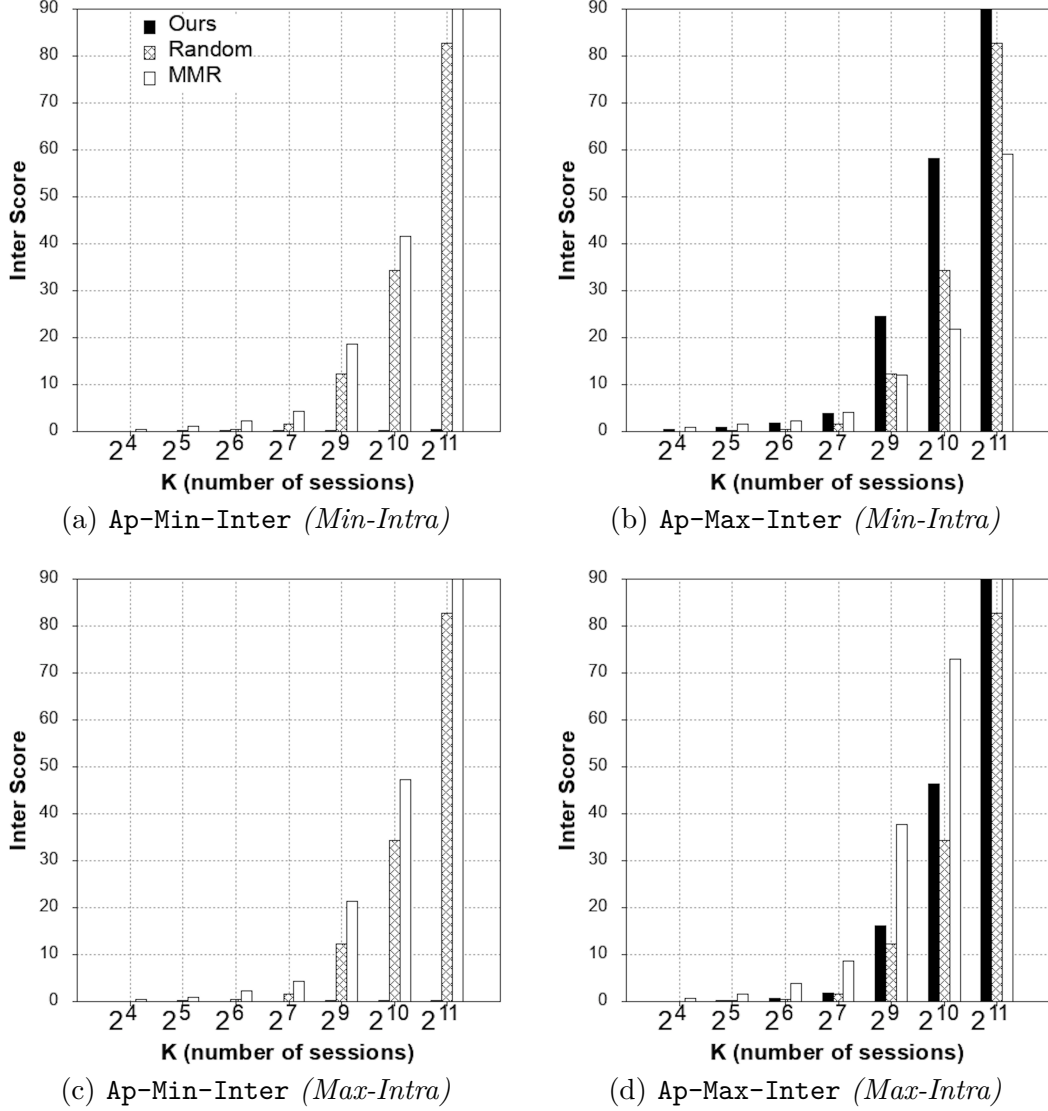 90
80
70
60
50
40
30
20
10
0
Inter Score
Ours
Random
MMR
2^4 2^5 2^6 2^7 2^9 2^10 2^11
K (number of sessions)
(a) Ap-Min-Inter (Min-Intra)
90
80
70
60
50
40
30
20
10
0
Inter Score
2^4 2^5 2^6 2^7 2^9 2^10 2^11
K (number of sessions)
(b) Ap-Max-Inter (Min-Intra)
90
80
70
60
50
40
30
20
10
0
Inter Score
2^4 2^5 2^6 2^7 2^9 2^10 2^11
K (number of sessions)
(c) Ap-Min-Inter (Max-Intra)
90
80
70
60
50
40
30
20
10
0
Inter Score
2^4 2^5 2^6 2^7 2^9 2^10 2^11
K (number of sessions)
(d) Ap-Max-Inter (Max-Intra)